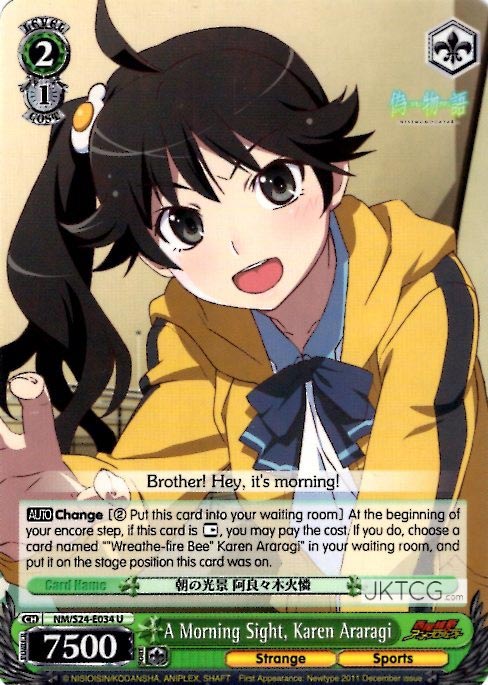 LEVEL
2
1
COST
偽物語
NISEMONOGATARI
Brother! Hey, it's morning!
AUTO Change [② Put this card into your waiting room] At the beginning of
your encore step, if this card is , you may pay the cost. If you do, choose a
card named ""Wreathe-fire Bee" Karen Araragi" in your waiting room, and
put it on the stage position this card was on.
Card Name
朝の光景 阿良々木火憐
JKTCG.com
CH
NM/S24-E034 U
7500
A Morning Sight, Karen Araragi
Strange
Sports
© NISIOISIN/KODANSHA, ANIPLEX, SHAFT First Appearance: Newtype 2011 December issue